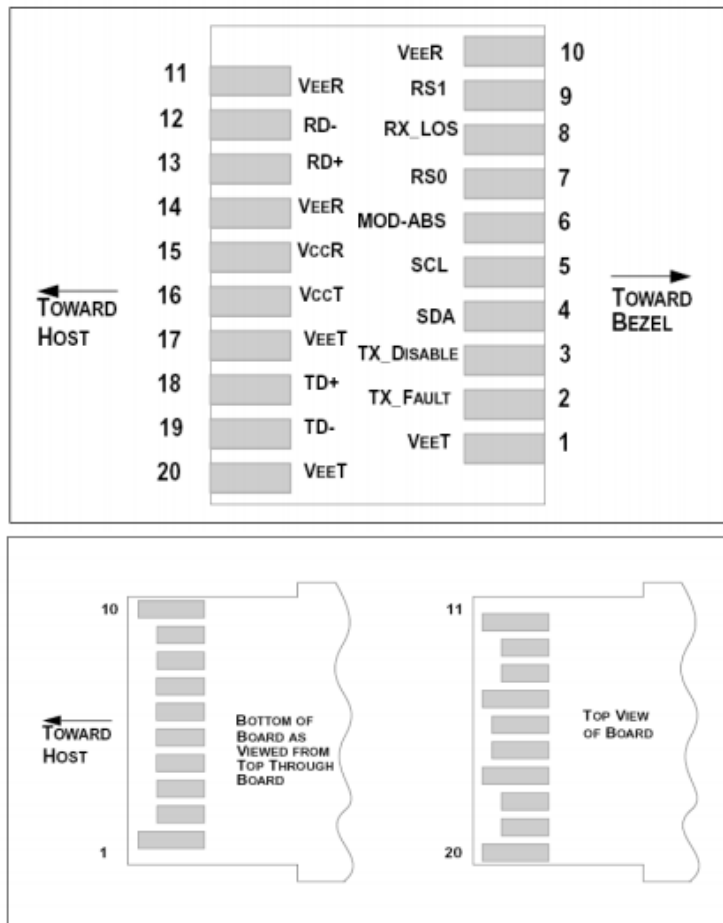 11 VEER
12 RD-
13 RD+
14 VEER
15 VCCR
16 VCCT
17 VEET
18 TD+
19 TD-
20 VEET
VEER 10
RS1 9
RX_LOS 8
RS0 7
MOD-ABS 6
SCL 5
SDA 4
TX_DISABLE 3
TX_FAULT 2
VEET 1
TOWARD
HOST
TOWARD
BEZEL
10
1
TOWARD
HOST
BOTTOM OF
BOARD AS
VIEWED FROM
TOP THROUGH
BOARD
11
20
TOP VIEW
OF BOARD